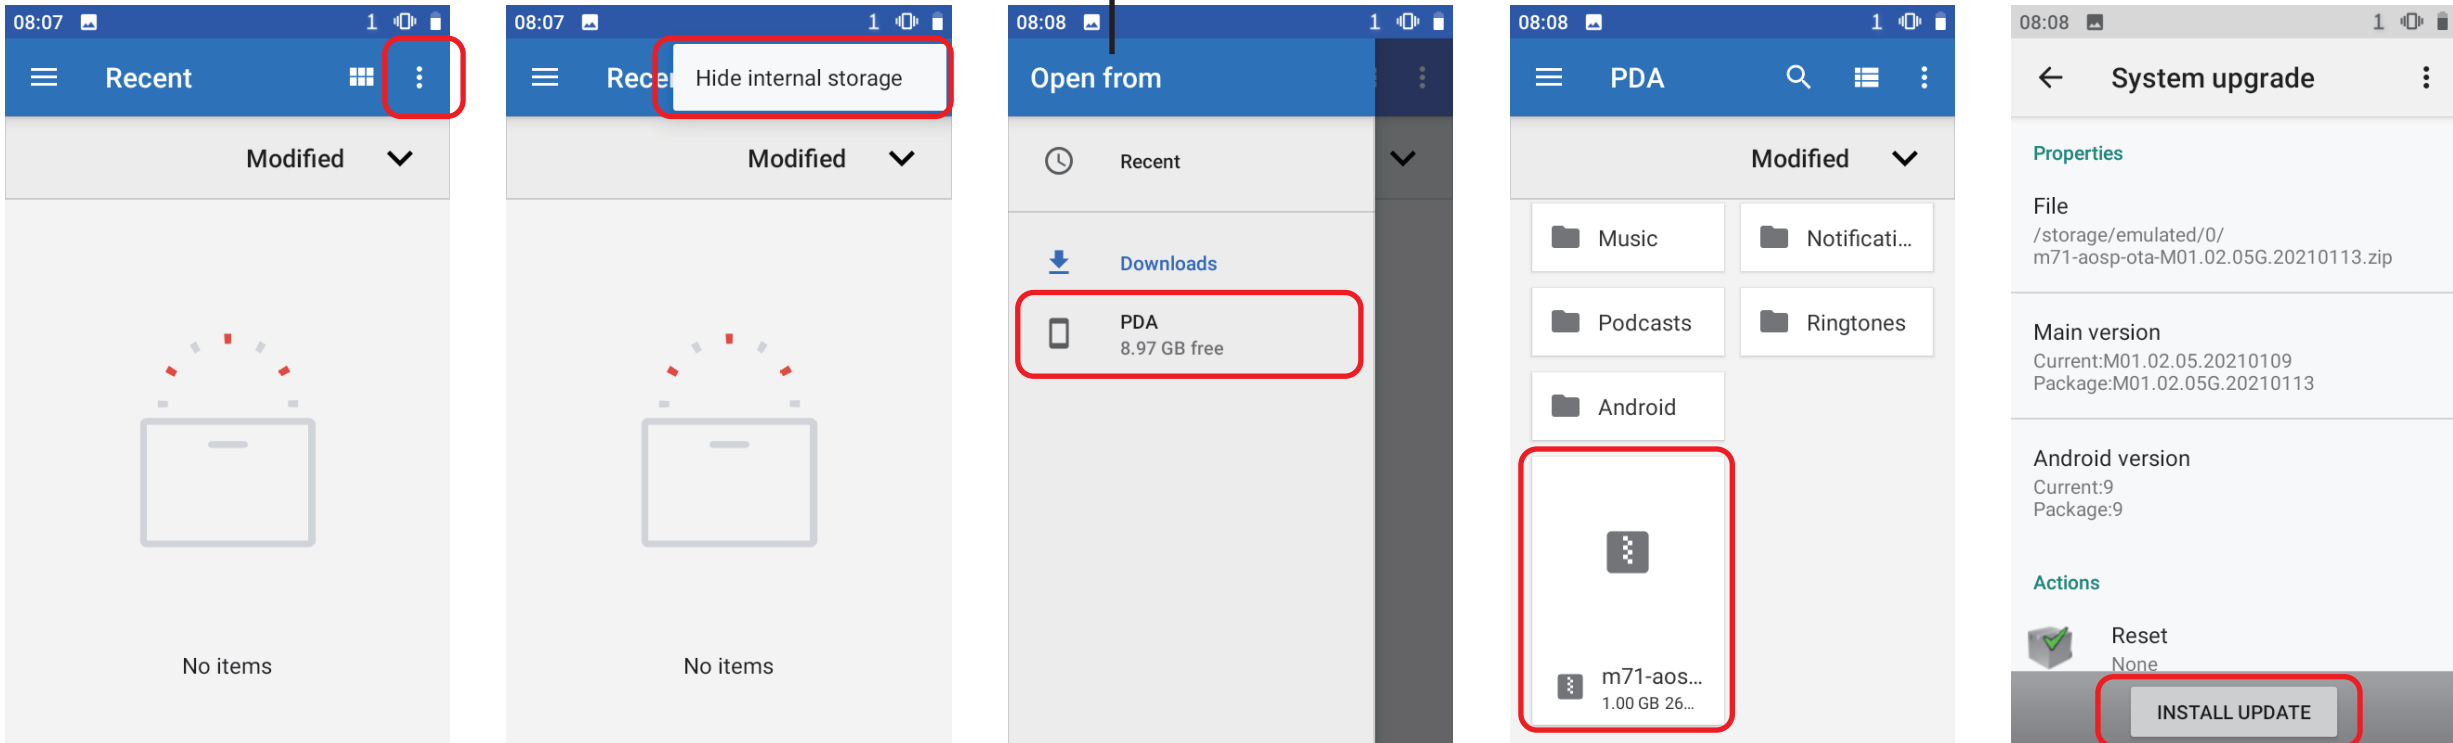 08:07
1
Recent
Modified
No items
08:07
1
Rece
Hide internal storage
Modified
No items
08:08
1
Open from
Recent
Downloads
PDA
8.97 GB free
08:08
1
PDA
Modified
Music
Notificati...
Podcasts
Ringtones
Android
m71-aos...
1.00 GB 26...
08:08
1
System upgrade
Properties
File
/storage/emulated/0/
m71-aosp-ota-M01.02.05G.20210113.zip
Main version
Current:M01.02.05.20210109
Package:M01.02.05G.20210113
Android version
Current:9
Package:9
Actions
Reset
None
INSTALL UPDATE